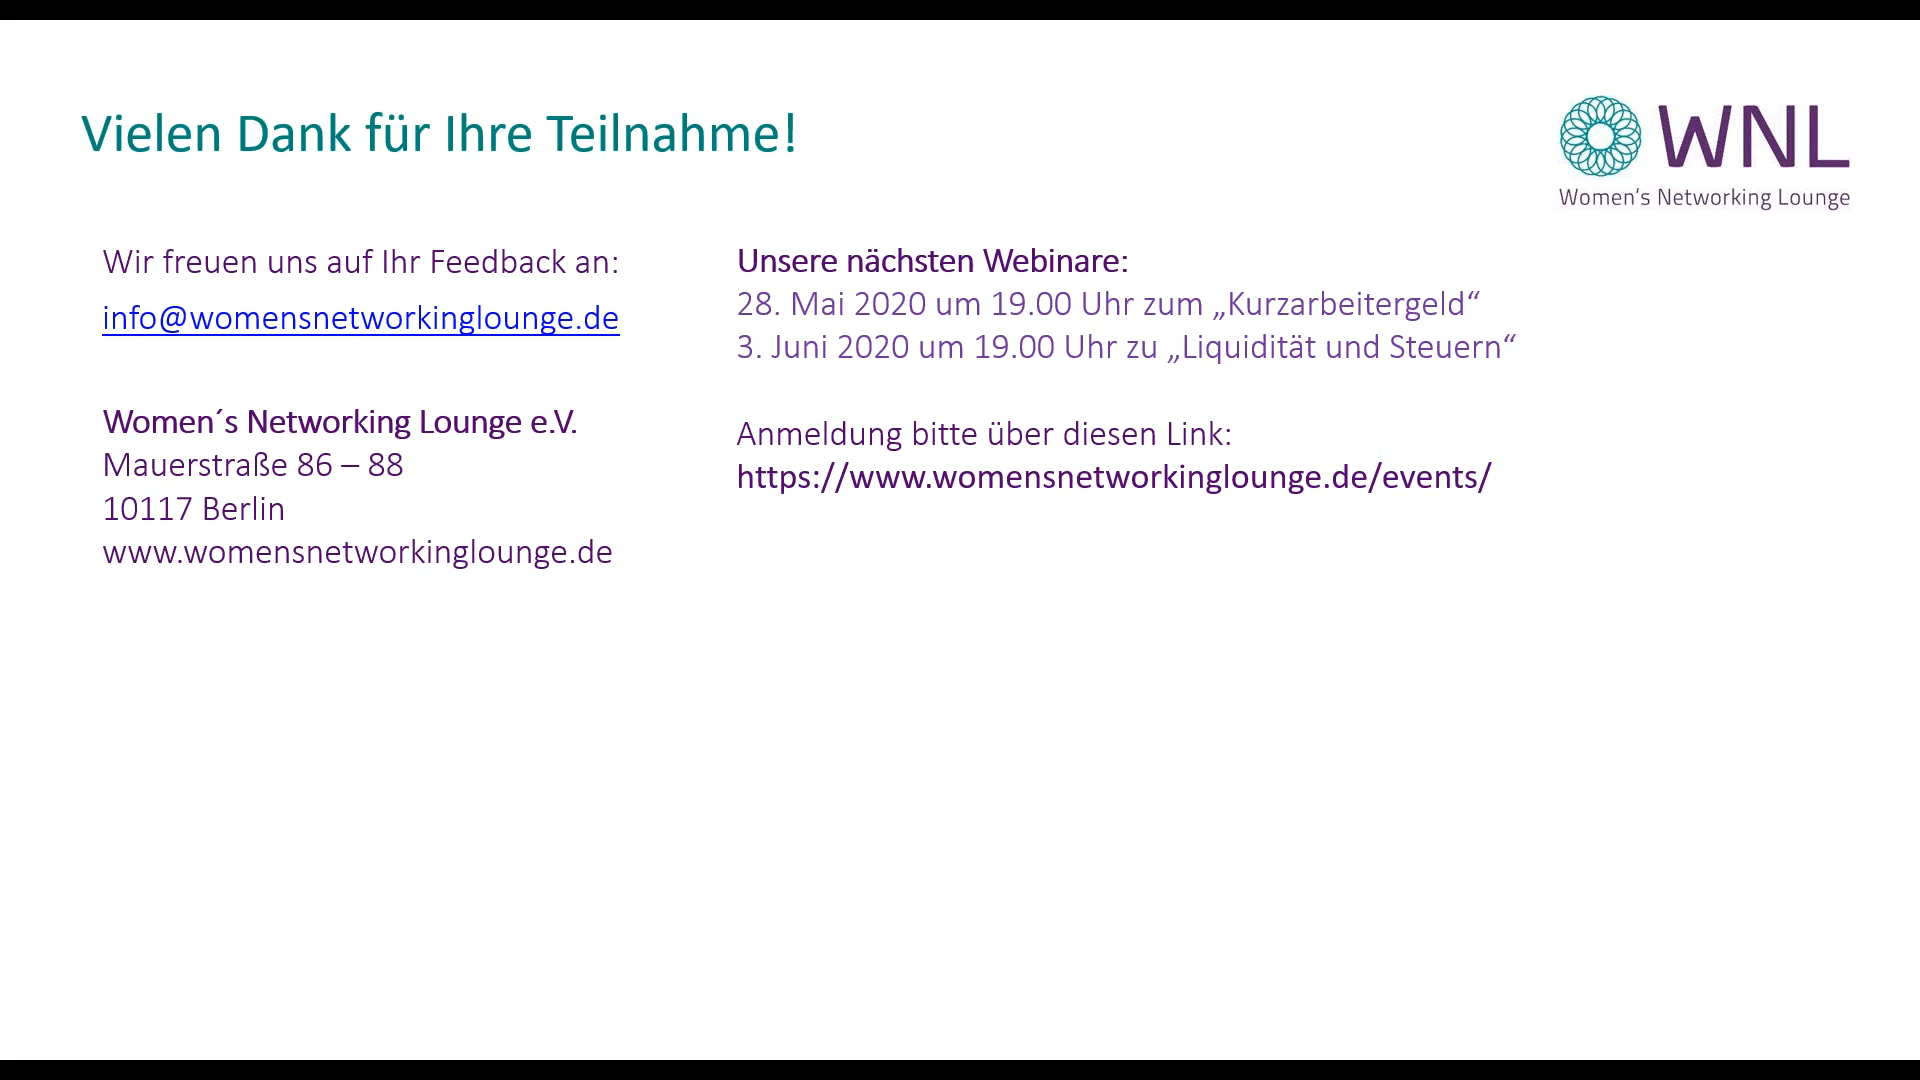 Vielen Dank für Ihre Teilnahme!
WNL
Women's Networking Lounge
Wir freuen uns auf Ihr Feedback an:
info@womensnetworkinglounge.de
Women´s Networking Lounge e.V.
Mauerstraße 86 – 88
10117 Berlin
www.womensnetworkinglounge.de
Unsere nächsten Webinare:
28. Mai 2020 um 19.00 Uhr zum „Kurzarbeitergeld“
3. Juni 2020 um 19.00 Uhr zu „Liquidität und Steuern“
Anmeldung bitte über diesen Link:
https://www.womensnetworkinglounge.de/events/